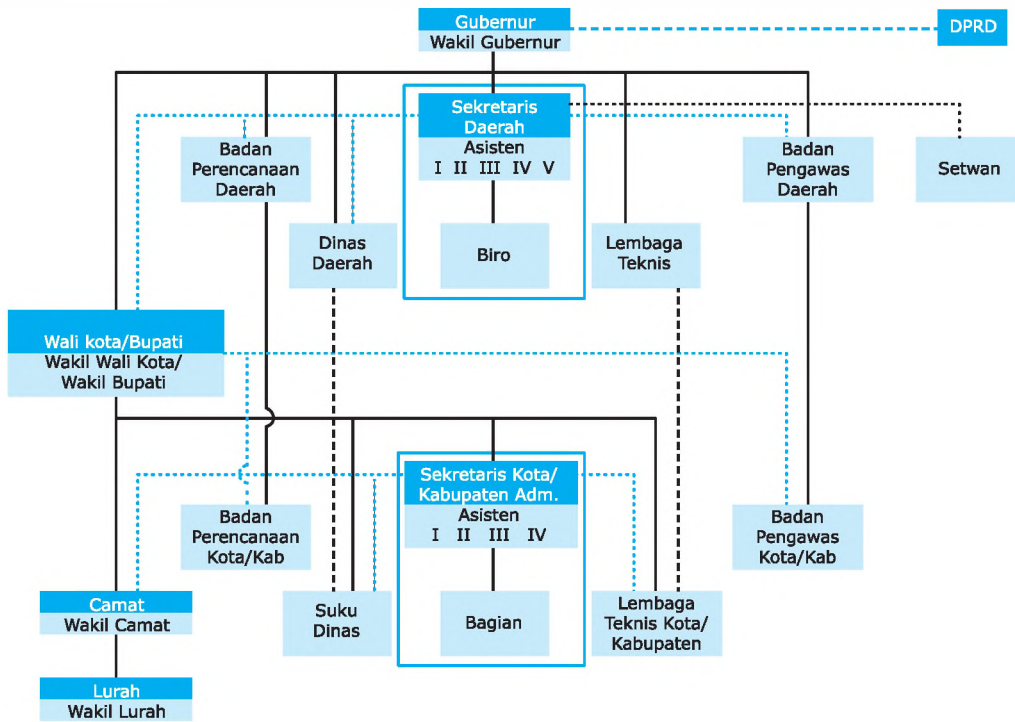 Gubernur
Wakil Gubernur
DPRD
Sekretaris
Daerah
Asisten
I II III IV V
Badan
Perencanaan
Daerah
Badan
Pengawas
Daerah
Setwan
Dinas
Daerah
Biro
Lembaga
Teknis
Wali kota/Bupati
Wakil Wali Kota/
Wakil Bupati
Sekretaris Kota/
Kabupaten Adm.
Asisten
I II III IV
Badan
Perencanaan
Kota/Kab
Badan
Pengawas
Kota/Kab
Camat
Wakil Camat
Suku
Dinas
Bagian
Lembaga
Teknis Kota/
Kabupaten
Lurah
Wakil Lurah